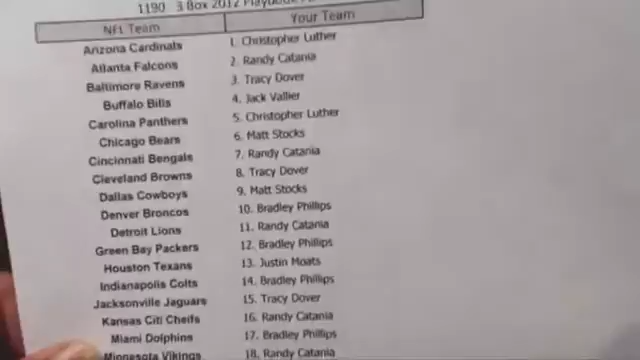 1190 3 Box 2012 Playbook
NFL Team Your Team
Arizona Cardinals 1. Christopher Luther
Atlanta Falcons 2. Randy Catania
Baltimore Ravens 3. Tracy Dover
Buffalo Bills 4. Jack Vallier
Carolina Panthers 5. Christopher Luther
Chicago Bears 6. Matt Stocks
Cincinnati Bengals 7. Randy Catania
Cleveland Browns 8. Tracy Dover
Dallas Cowboys 9. Matt Stocks
Denver Broncos 10. Bradley Phillips
Detroit Lions 11. Randy Catania
Green Bay Packers 12. Bradley Phillips
Houston Texans 13. Justin Moats
Indianapolis Colts 14. Bradley Phillips
Jacksonville Jaguars 15. Tracy Dover
Kansas Citi Cheifs 16. Randy Catania
Miami Dolphins 17. Bradley Phillips
Minnesota Vikings 18. Randy Catania